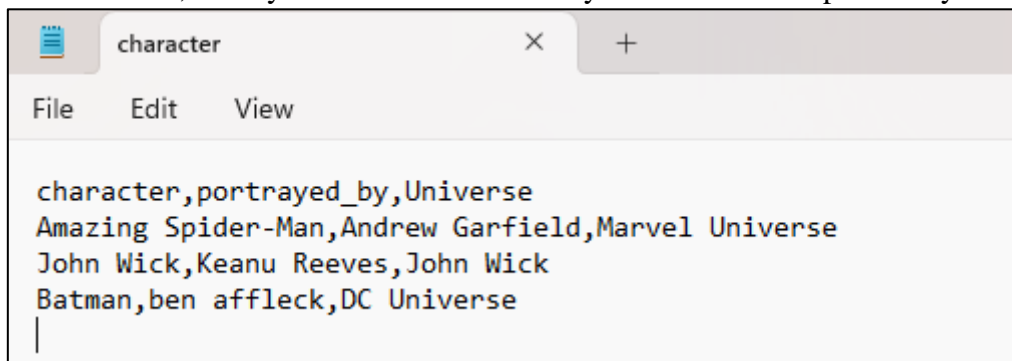 character
File Edit View
character,portrayed_by,Universe
Amazing Spider-Man,Andrew Garfield,Marvel Universe
John Wick,Keanu Reeves,John Wick
Batman,ben affleck,DC Universe